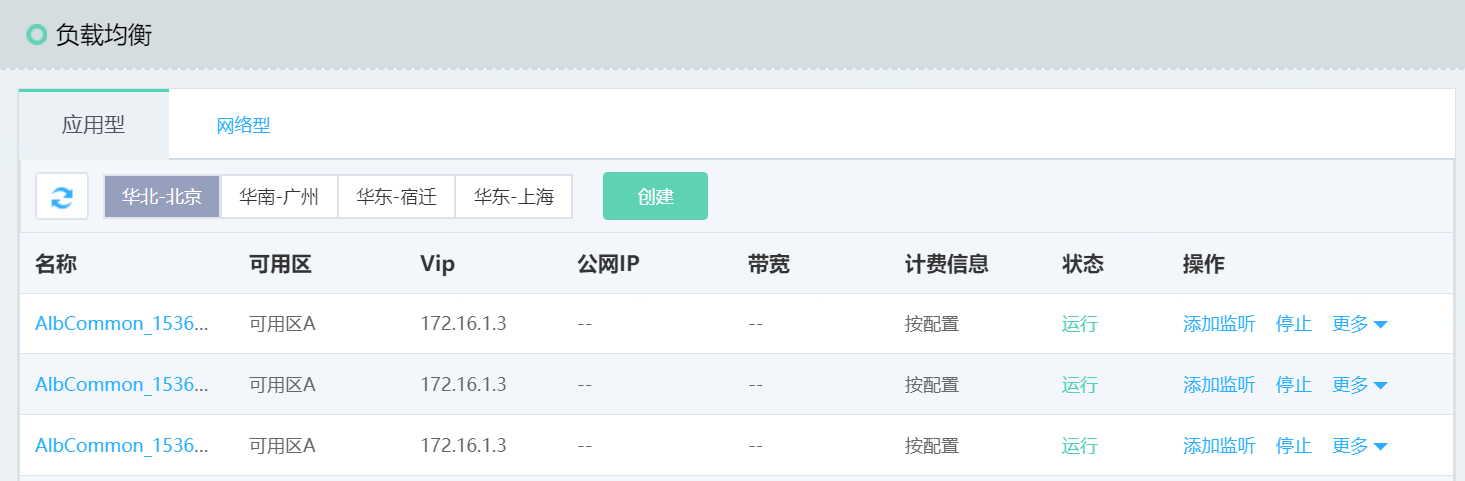 负载均衡
应用型 网络型
华北-北京 华南-广州 华东-宿迁 华东-上海 创建
名称 可用区 Vip 公网IP 带宽 计费信息 状态 操作
AlbCommon_1536... 可用区A 172.16.1.3 -- -- 按配置 运行 添加监听 停止 更多
AlbCommon_1536... 可用区A 172.16.1.3 -- -- 按配置 运行 添加监听 停止 更多
AlbCommon_1536... 可用区A 172.16.1.3 -- -- 按配置 运行 添加监听 停止 更多